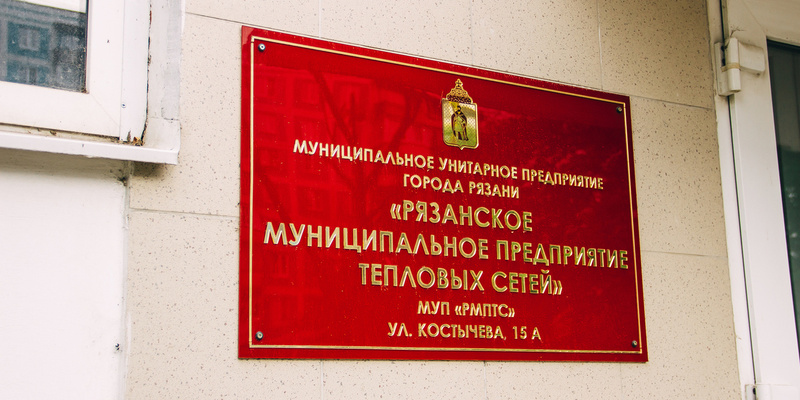 МУНИЦИПАЛЬНОЕ УНИТАРНОЕ ПРЕДПРИЯТИЕ
ГОРОДА РЯЗАНИ
«РЯЗАНСКОЕ
МУНИЦИПАЛЬНОЕ ПРЕДПРИЯТИЕ
ТЕПЛОВЫХ СЕТЕЙ»
МУП «РМПТС»
УЛ. КОСТЫЧЕВА, 15 А